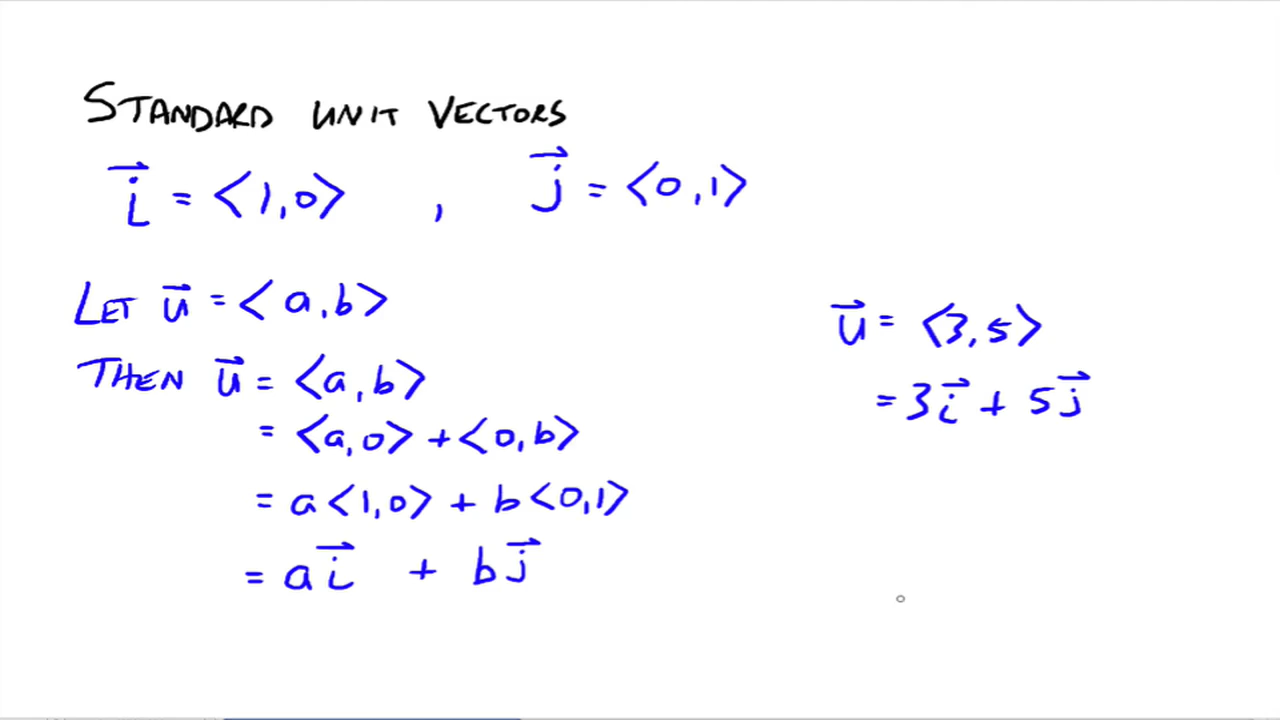 STANDARD UNIT VECTORS
i⃗ = <1,0> , j⃗ = <0,1>
LET u⃗ = <a,b>
THEN u⃗ = <a,b>
= <a,0> + <0,b>
= a<1,0> + b<0,1>
= ai⃗ + bj⃗
u⃗ = <3,5>
= 3i⃗ + 5j⃗